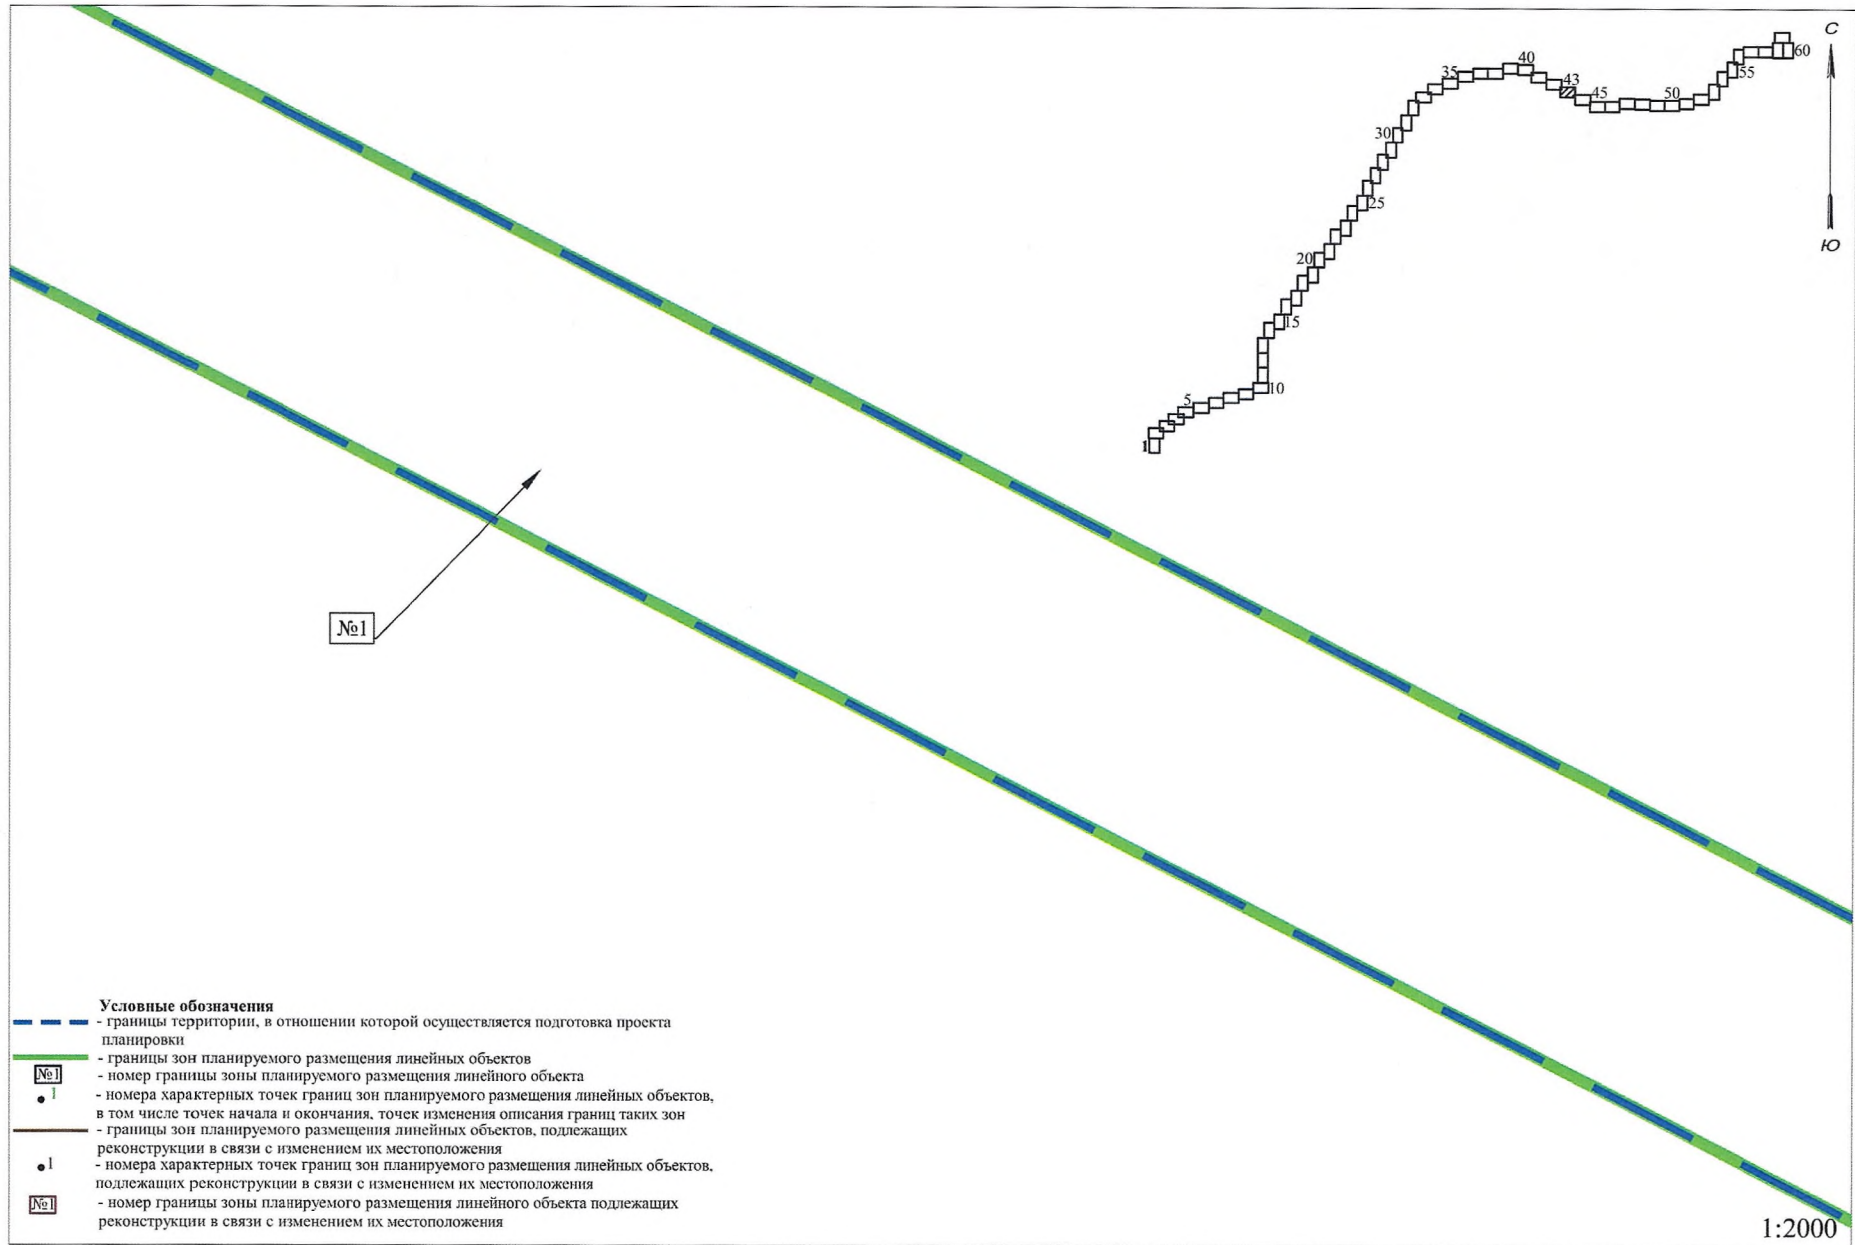 С
40
60
35
43
55
45
50
30
25
Ю
20
15
10
5
1
№1
Условные обозначения
- границы территории, в отношении которой осуществляется подготовка проекта
планировки
- границы зон планируемого размещения линейных объектов
№1 - номер границы зоны планируемого размещения линейного объекта
1 - номера характерных точек границ зон планируемого размещения линейных объектов,
в том числе точек начала и окончания, точек изменения описания границ таких зон
- границы зон планируемого размещения линейных объектов, подлежащих
реконструкции в связи с изменением их местоположения
1 - номера характерных точек границ зон планируемого размещения линейных объектов,
подлежащих реконструкции в связи с изменением их местоположения
№1 - номер границы зоны планируемого размещения линейного объекта подлежащих
реконструкции в связи с изменением их местоположения
1:2000